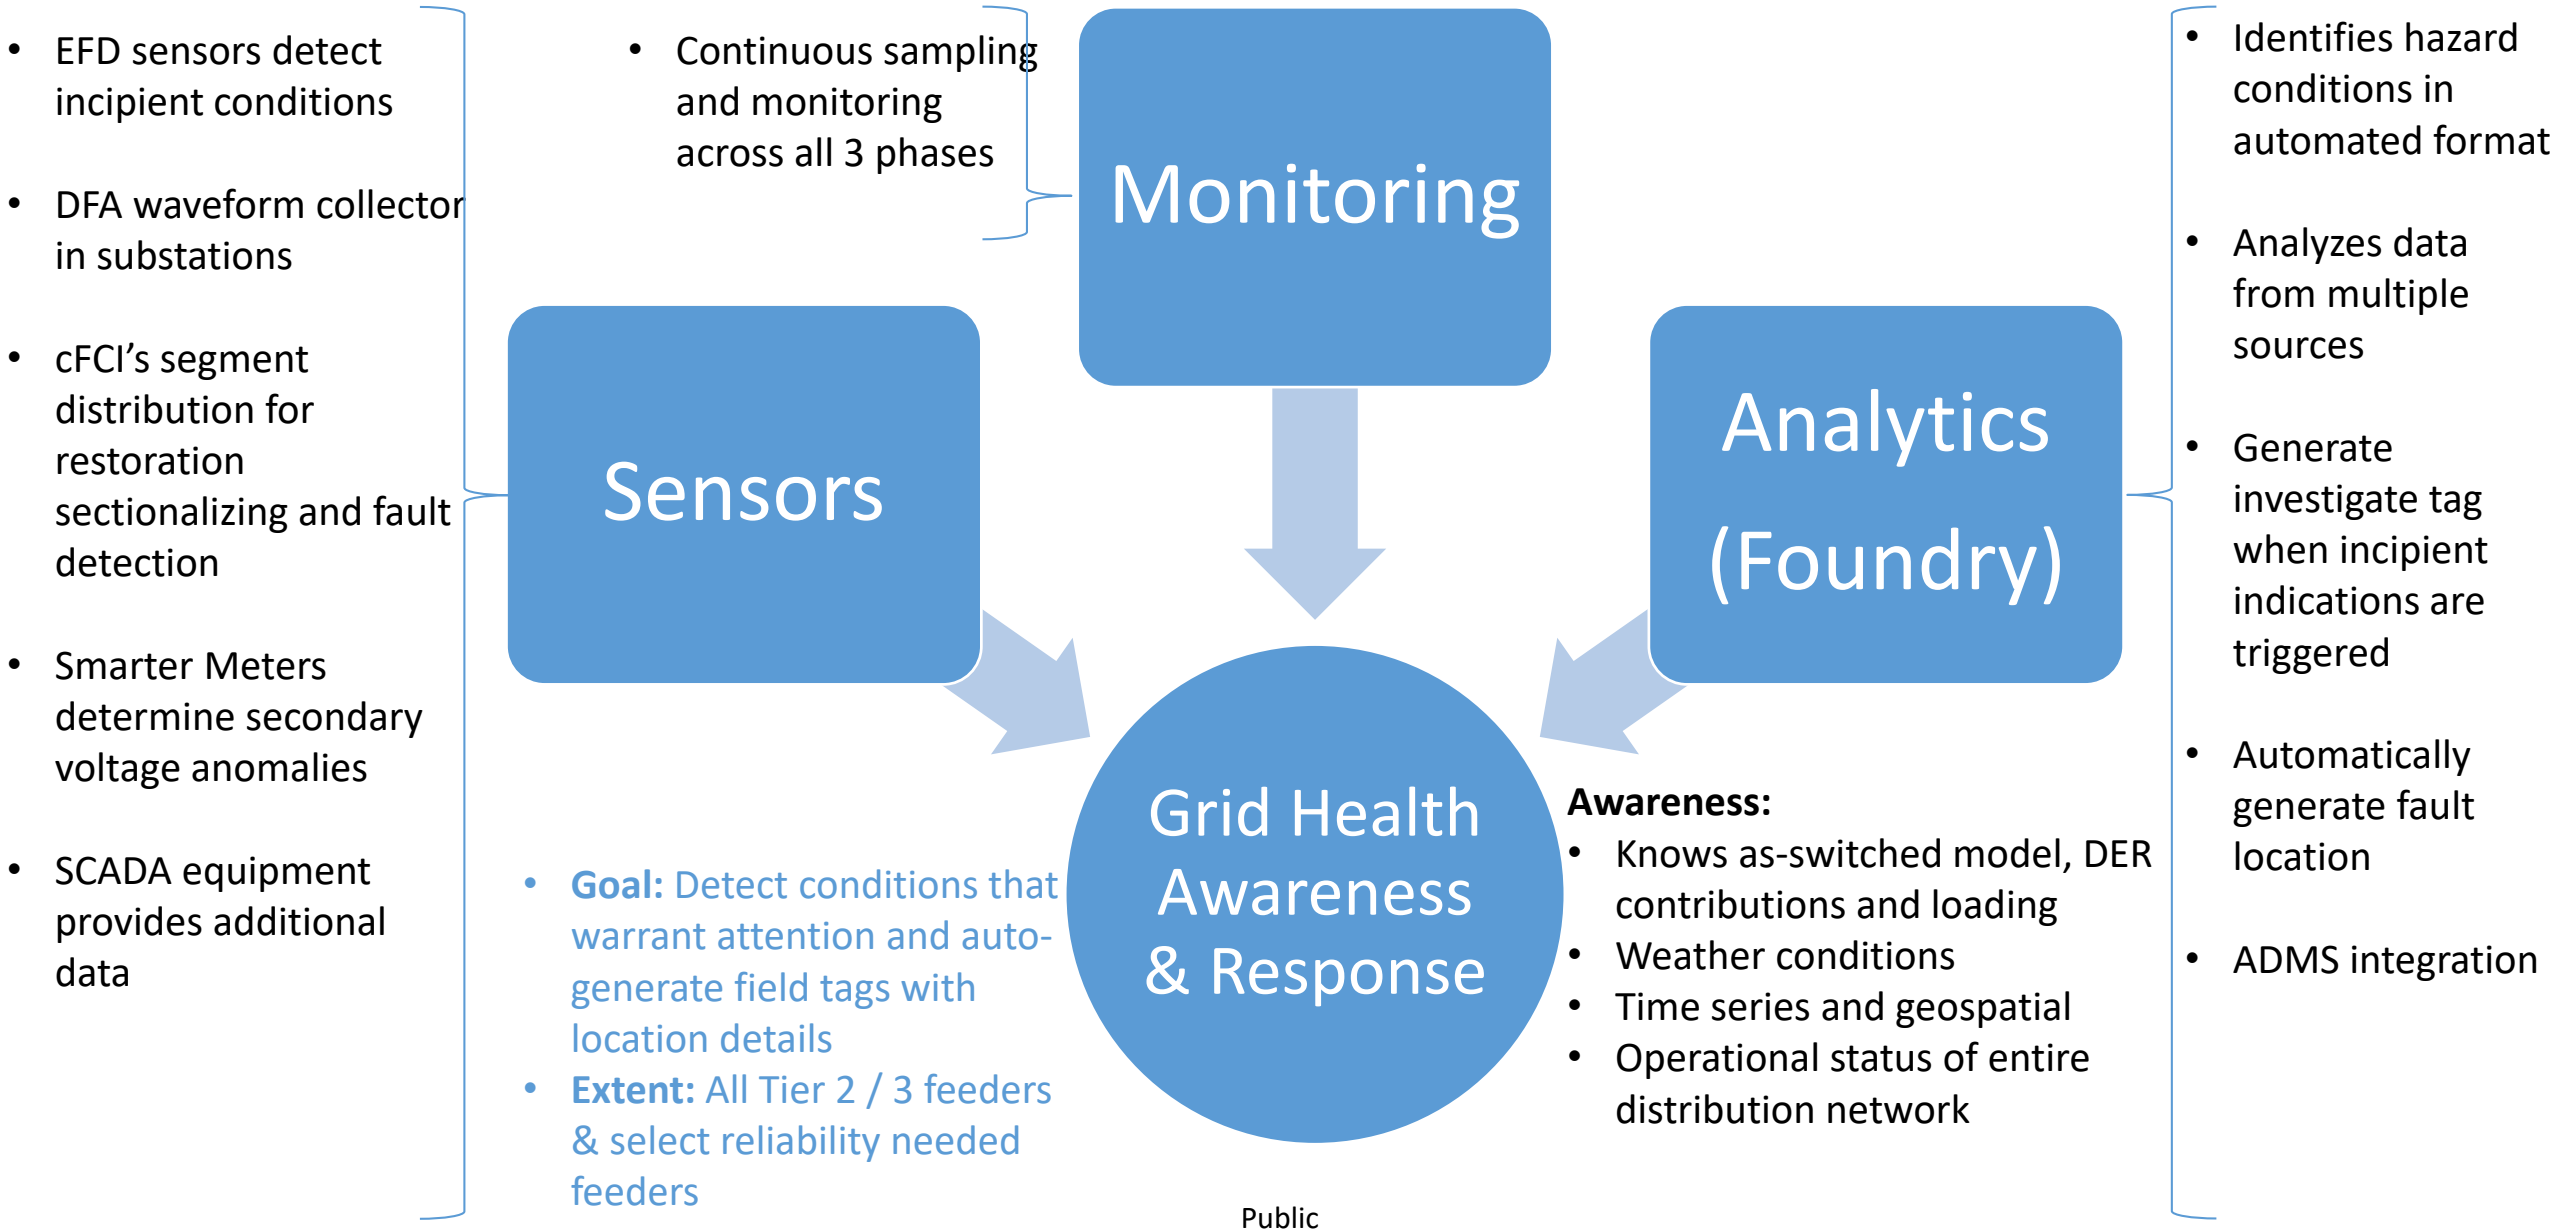 • EFD sensors detect
incipient conditions
• DFA waveform collector
in substations
• cFCI’s segment
distribution for
restoration
sectionalizing and fault
detection
• Smarter Meters
determine secondary
voltage anomalies
• SCADA equipment
provides additional
data
• Continuous sampling
and monitoring
across all 3 phases
Monitoring
Sensors
Analytics
(Foundry)
• Identifies hazard
conditions in
automated format
• Analyzes data
from multiple
sources
• Generate
investigate tag
when incipient
indications are
triggered
• Automatically
generate fault
location
• ADMS integration
• Goal: Detect conditions that
warrant attention and auto-
generate field tags with
location details
• Extent: All Tier 2 / 3 feeders
& select reliability needed
feeders
Grid Health
Awareness
& Response
Awareness:
• Knows as-switched model, DER
contributions and loading
• Weather conditions
• Time series and geospatial
• Operational status of entire
distribution network
Public